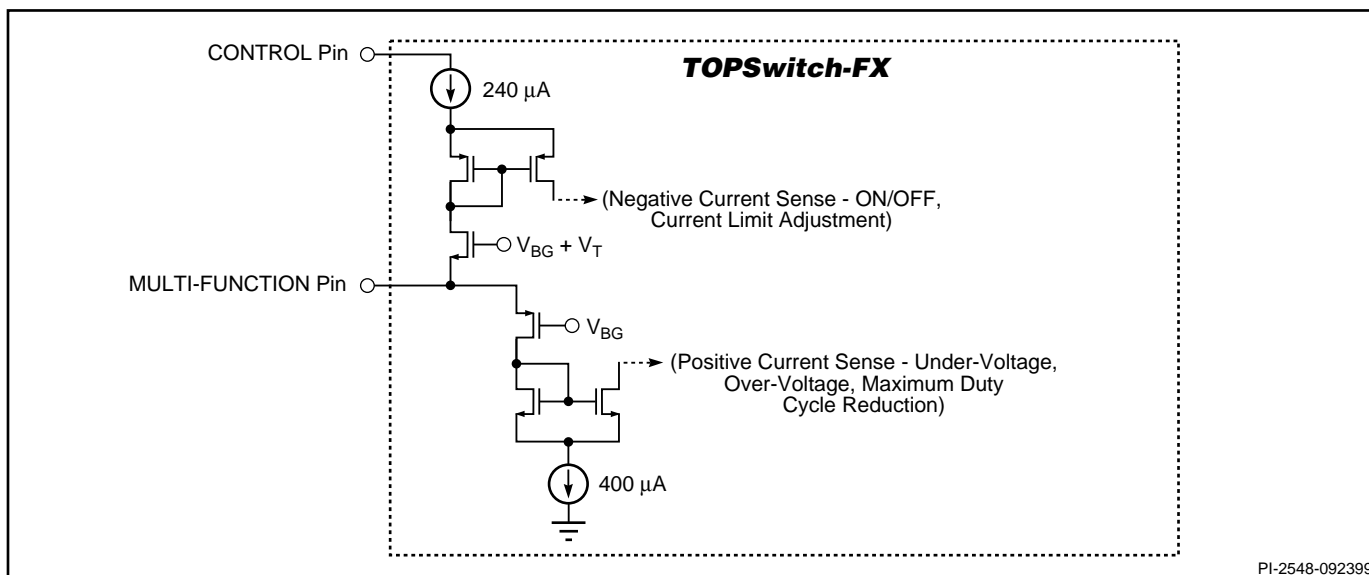 CONTROL Pin
TOPSwitch-FX
240 μA
(Negative Current Sense - ON/OFF,
Current Limit Adjustment)
V_BG + V_T
MULTI-FUNCTION Pin
V_BG
(Positive Current Sense - Under-Voltage,
Over-Voltage, Maximum Duty
Cycle Reduction)
400 μA
PI-2548-092399